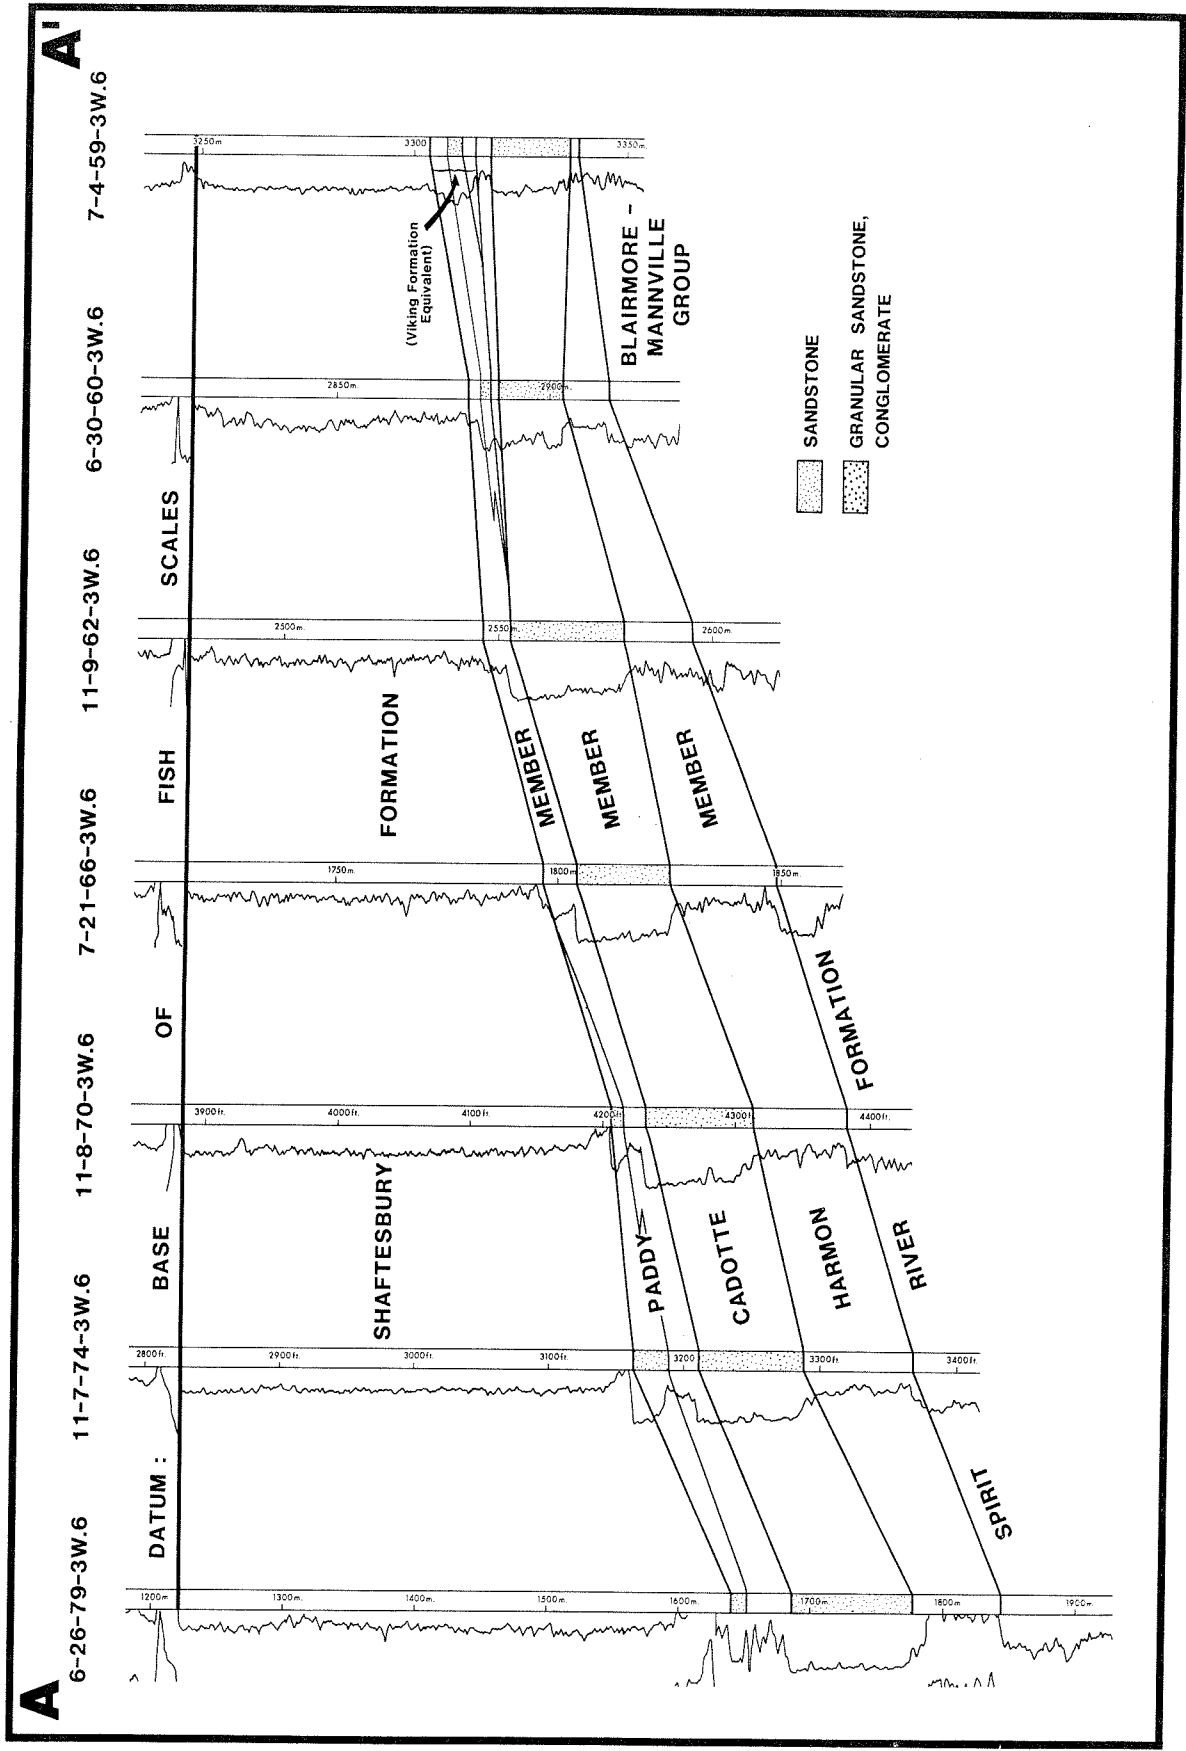 A
A'
6-26-79-3W.6
11-7-74-3W.6
11-8-70-3W.6
7-21-66-3W.6
11-9-62-3W.6
6-30-60-3W.6
7-4-59-3W.6
DATUM : BASE OF FISH SCALES
1200m 1300m. 1400m. 1500m. 1600m. 1700m. 1800m. 1900m.
2800ft. 2900ft. 3000ft. 3100ft. 3200 3300ft. 3400ft.
3900ft. 4000ft. 4100ft. 4200ft. 4300ft. 4400ft.
1750m. 1800m. 1850m.
2500m. 2550m. 2600m.
2850m. 2900m.
3250m 3300 3350m.
SHAFTESBURY FORMATION
PADDY MEMBER
CADOTTE MEMBER
HARMON MEMBER
SPIRIT RIVER FORMATION
(Viking Formation
Equivalent)
BLAIRMORE -
MANNVILLE
GROUP
SANDSTONE
GRANULAR SANDSTONE,
CONGLOMERATE